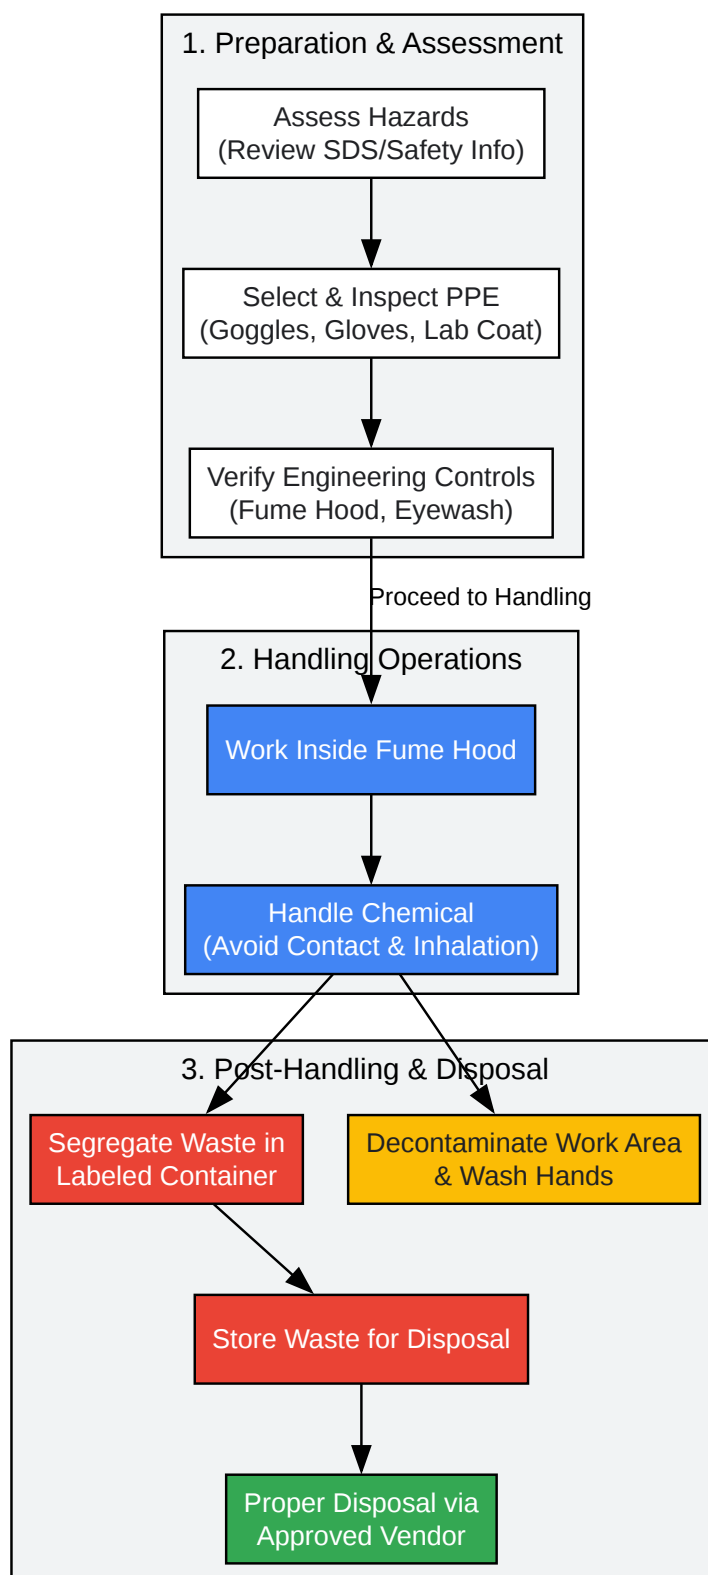 1. Preparation & Assessment
Assess Hazards
(Review SDS/Safety Info)
Select & Inspect PPE
(Goggles, Gloves, Lab Coat)
Verify Engineering Controls
(Fume Hood, Eyewash)
Proceed to Handling
2. Handling Operations
Work Inside Fume Hood
Handle Chemical
(Avoid Contact & Inhalation)
3. Post-Handling & Disposal
Segregate Waste in
Labeled Container
Decontaminate Work Area
& Wash Hands
Store Waste for Disposal
Proper Disposal via
Approved Vendor